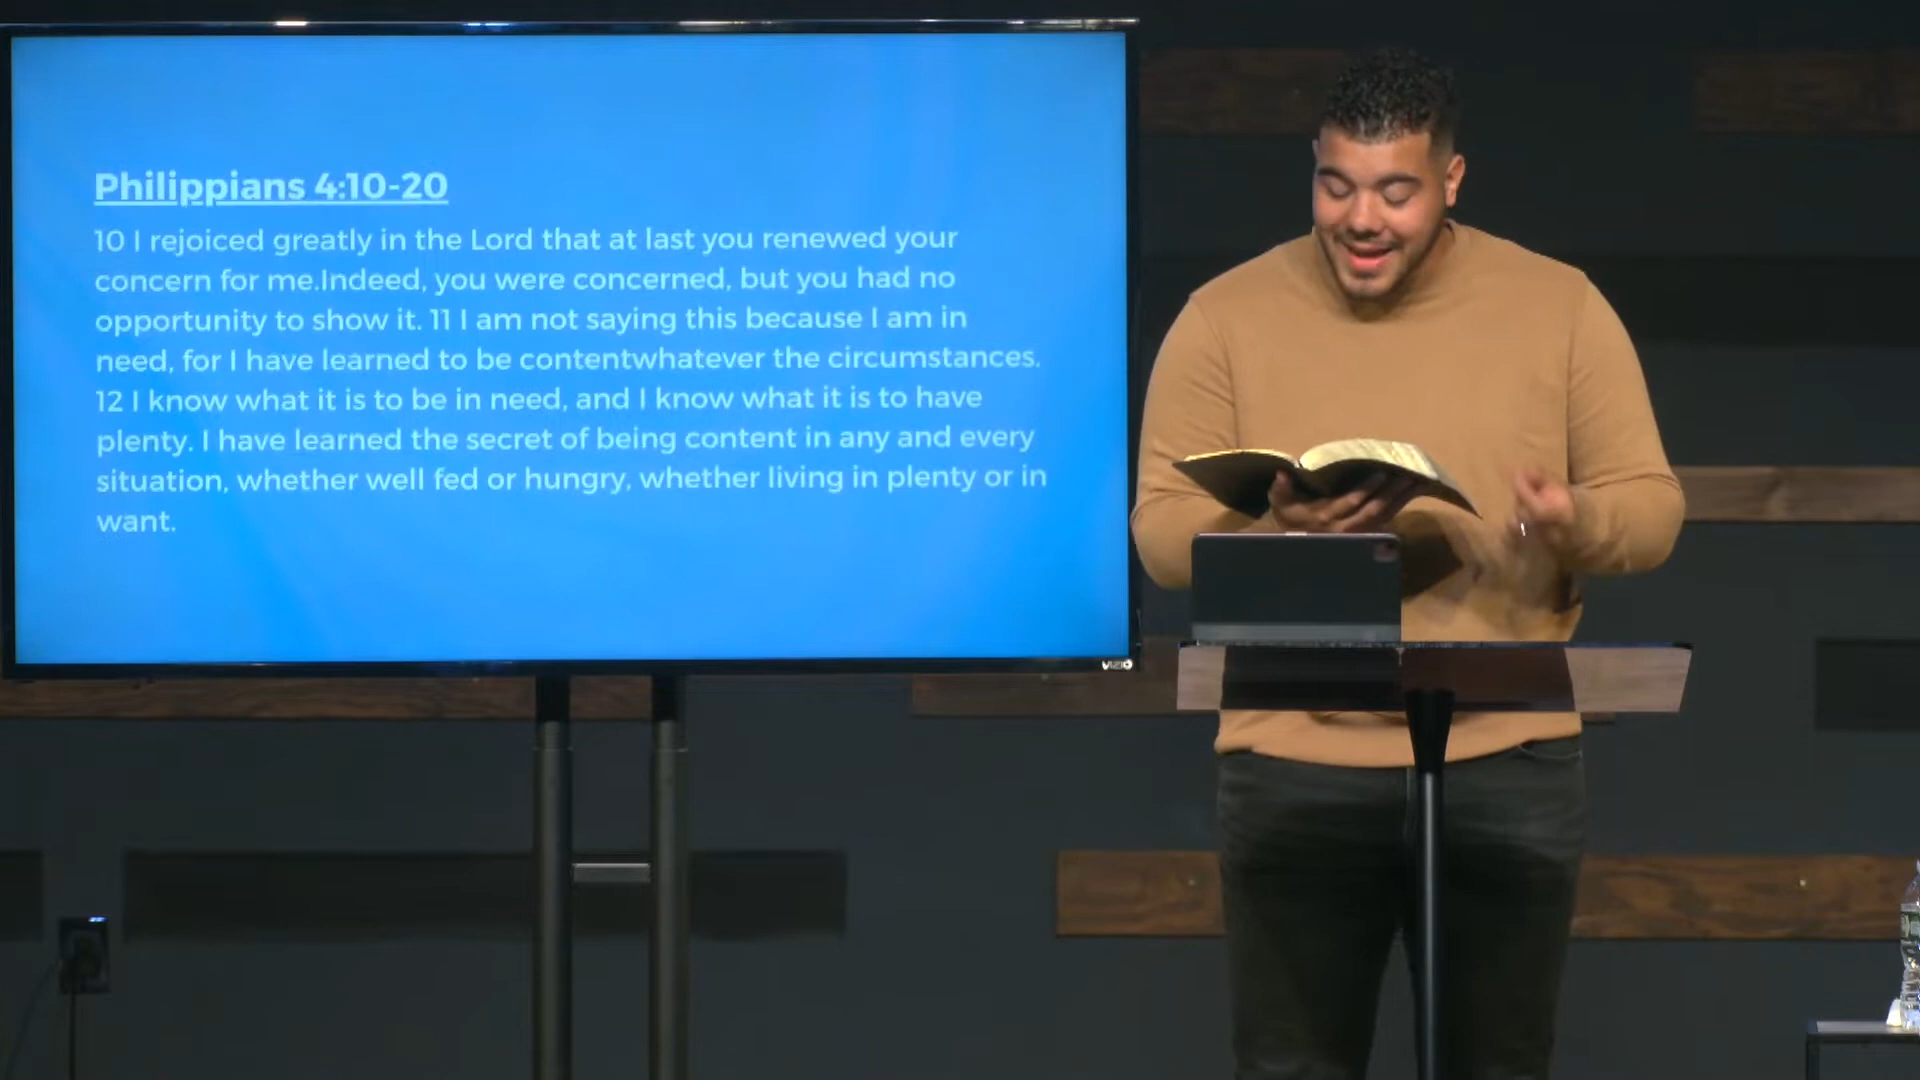 Philippians 4:10-20
10 I rejoiced greatly in the Lord that at last you renewed your
concern for me.Indeed, you were concerned, but you had no
opportunity to show it. 11 I am not saying this because I am in
need, for I have learned to be contentwhatever the circumstances.
12 I know what it is to be in need, and I know what it is to have
plenty. I have learned the secret of being content in any and every
situation, whether well fed or hungry, whether living in plenty or in
want.
VIZIO